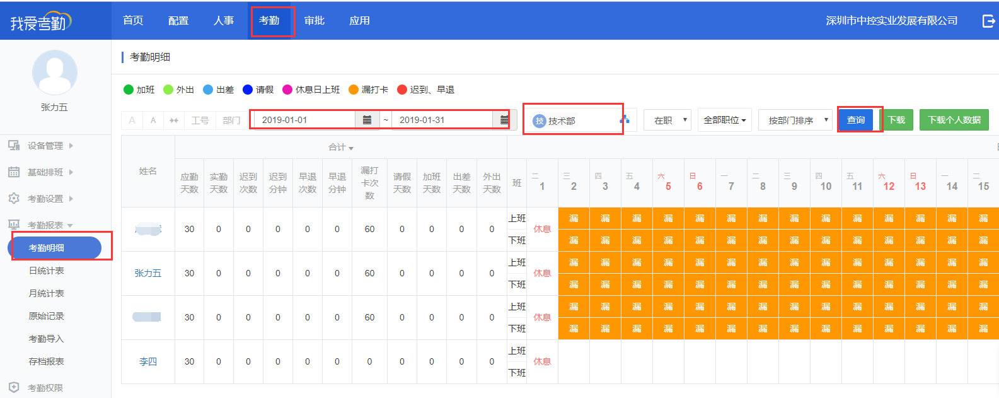 我爱考勤 首页 配置 人事 考勤 审批 应用 深圳市中控实业发展有限公司
张力五
设备管理
基础排班
考勤设置
考勤报表
考勤明细
日统计表
月统计表
原始记录
考勤导入
存档报表
考勤权限
考勤明细
加班 外出 出差 请假 休息日上班 漏打卡 迟到、早退
A A 工号 部门 2019-01-01 ~ 2019-01-31 技 技术部 在职 全部职位 按部门排序 查询 下载 下载个人数据
姓名 合计
应勤天数 实勤天数 迟到次数 迟到分钟 早退次数 早退分钟 漏打卡次数 请假天数 加班天数 出差天数 外出天数 班 二 1 三 2 四 3 五 4 六 5 日 6 一 7 二 8 三 9 四 10 五 11 六 12 日 13 一 14 二 15
30 0 0 0 0 0 60 0 0 0 0 上班 休息 漏 漏 漏 漏 漏 漏 漏 漏 漏 漏 漏 漏 漏 漏
下班 漏 漏 漏 漏 漏 漏 漏 漏 漏 漏 漏 漏 漏 漏
张力五 30 0 0 0 0 0 60 0 0 0 0 上班 休息 漏 漏 漏 漏 漏 漏 漏 漏 漏 漏 漏 漏 漏 漏
下班 漏 漏 漏 漏 漏 漏 漏 漏 漏 漏 漏 漏 漏 漏
30 0 0 0 0 0 60 0 0 0 0 上班 休息 漏 漏 漏 漏 漏 漏 漏 漏 漏 漏 漏 漏 漏 漏
下班 漏 漏 漏 漏 漏 漏 漏 漏 漏 漏 漏 漏 漏 漏
李四 30 0 0 0 0 0 0 0 0 0 0 上班 休息
下班